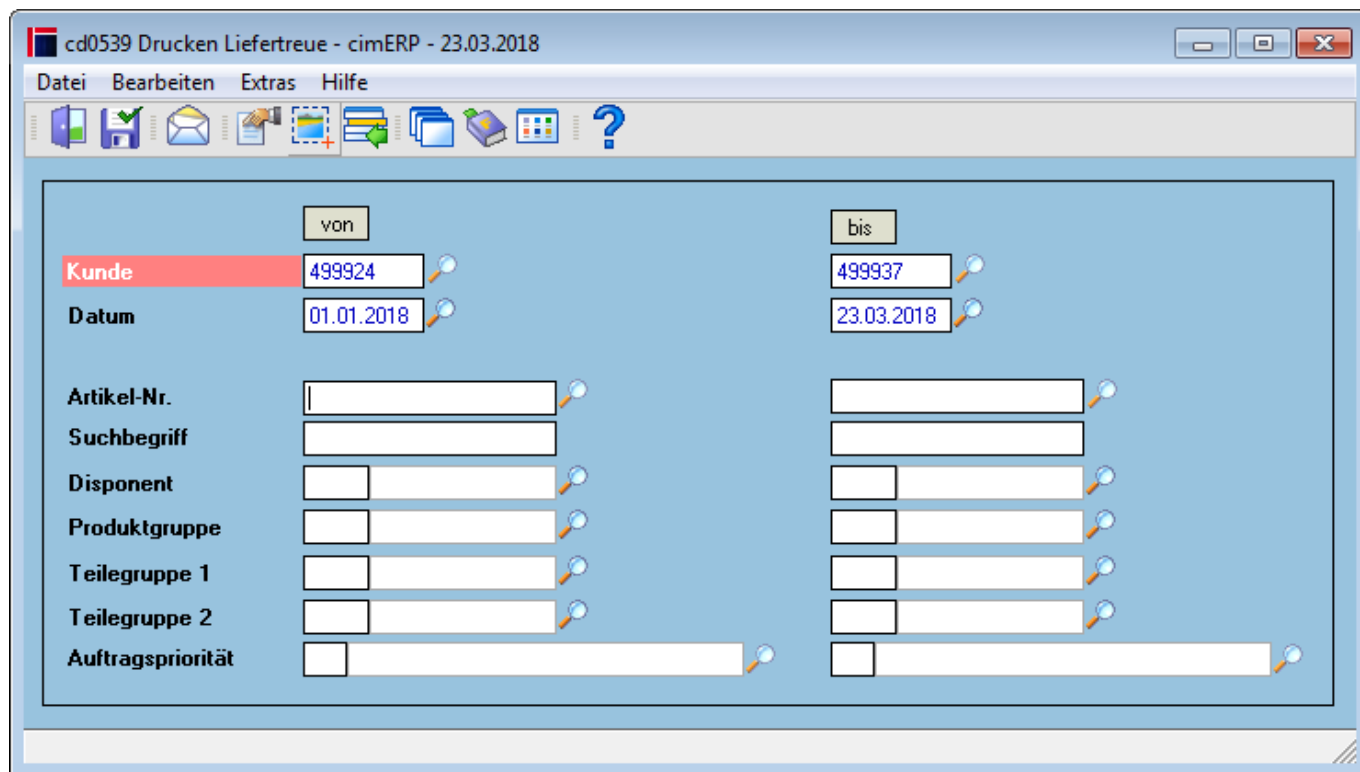 cd0539 Drucken Liefertreue - cimERP - 23.03.2018
Datei Bearbeiten Extras Hilfe
von bis
Kunde 499924 499937
Datum 01.01.2018 23.03.2018
Artikel-Nr.
Suchbegriff
Disponent
Produktgruppe
Teilegruppe 1
Teilegruppe 2
Auftragspriorität